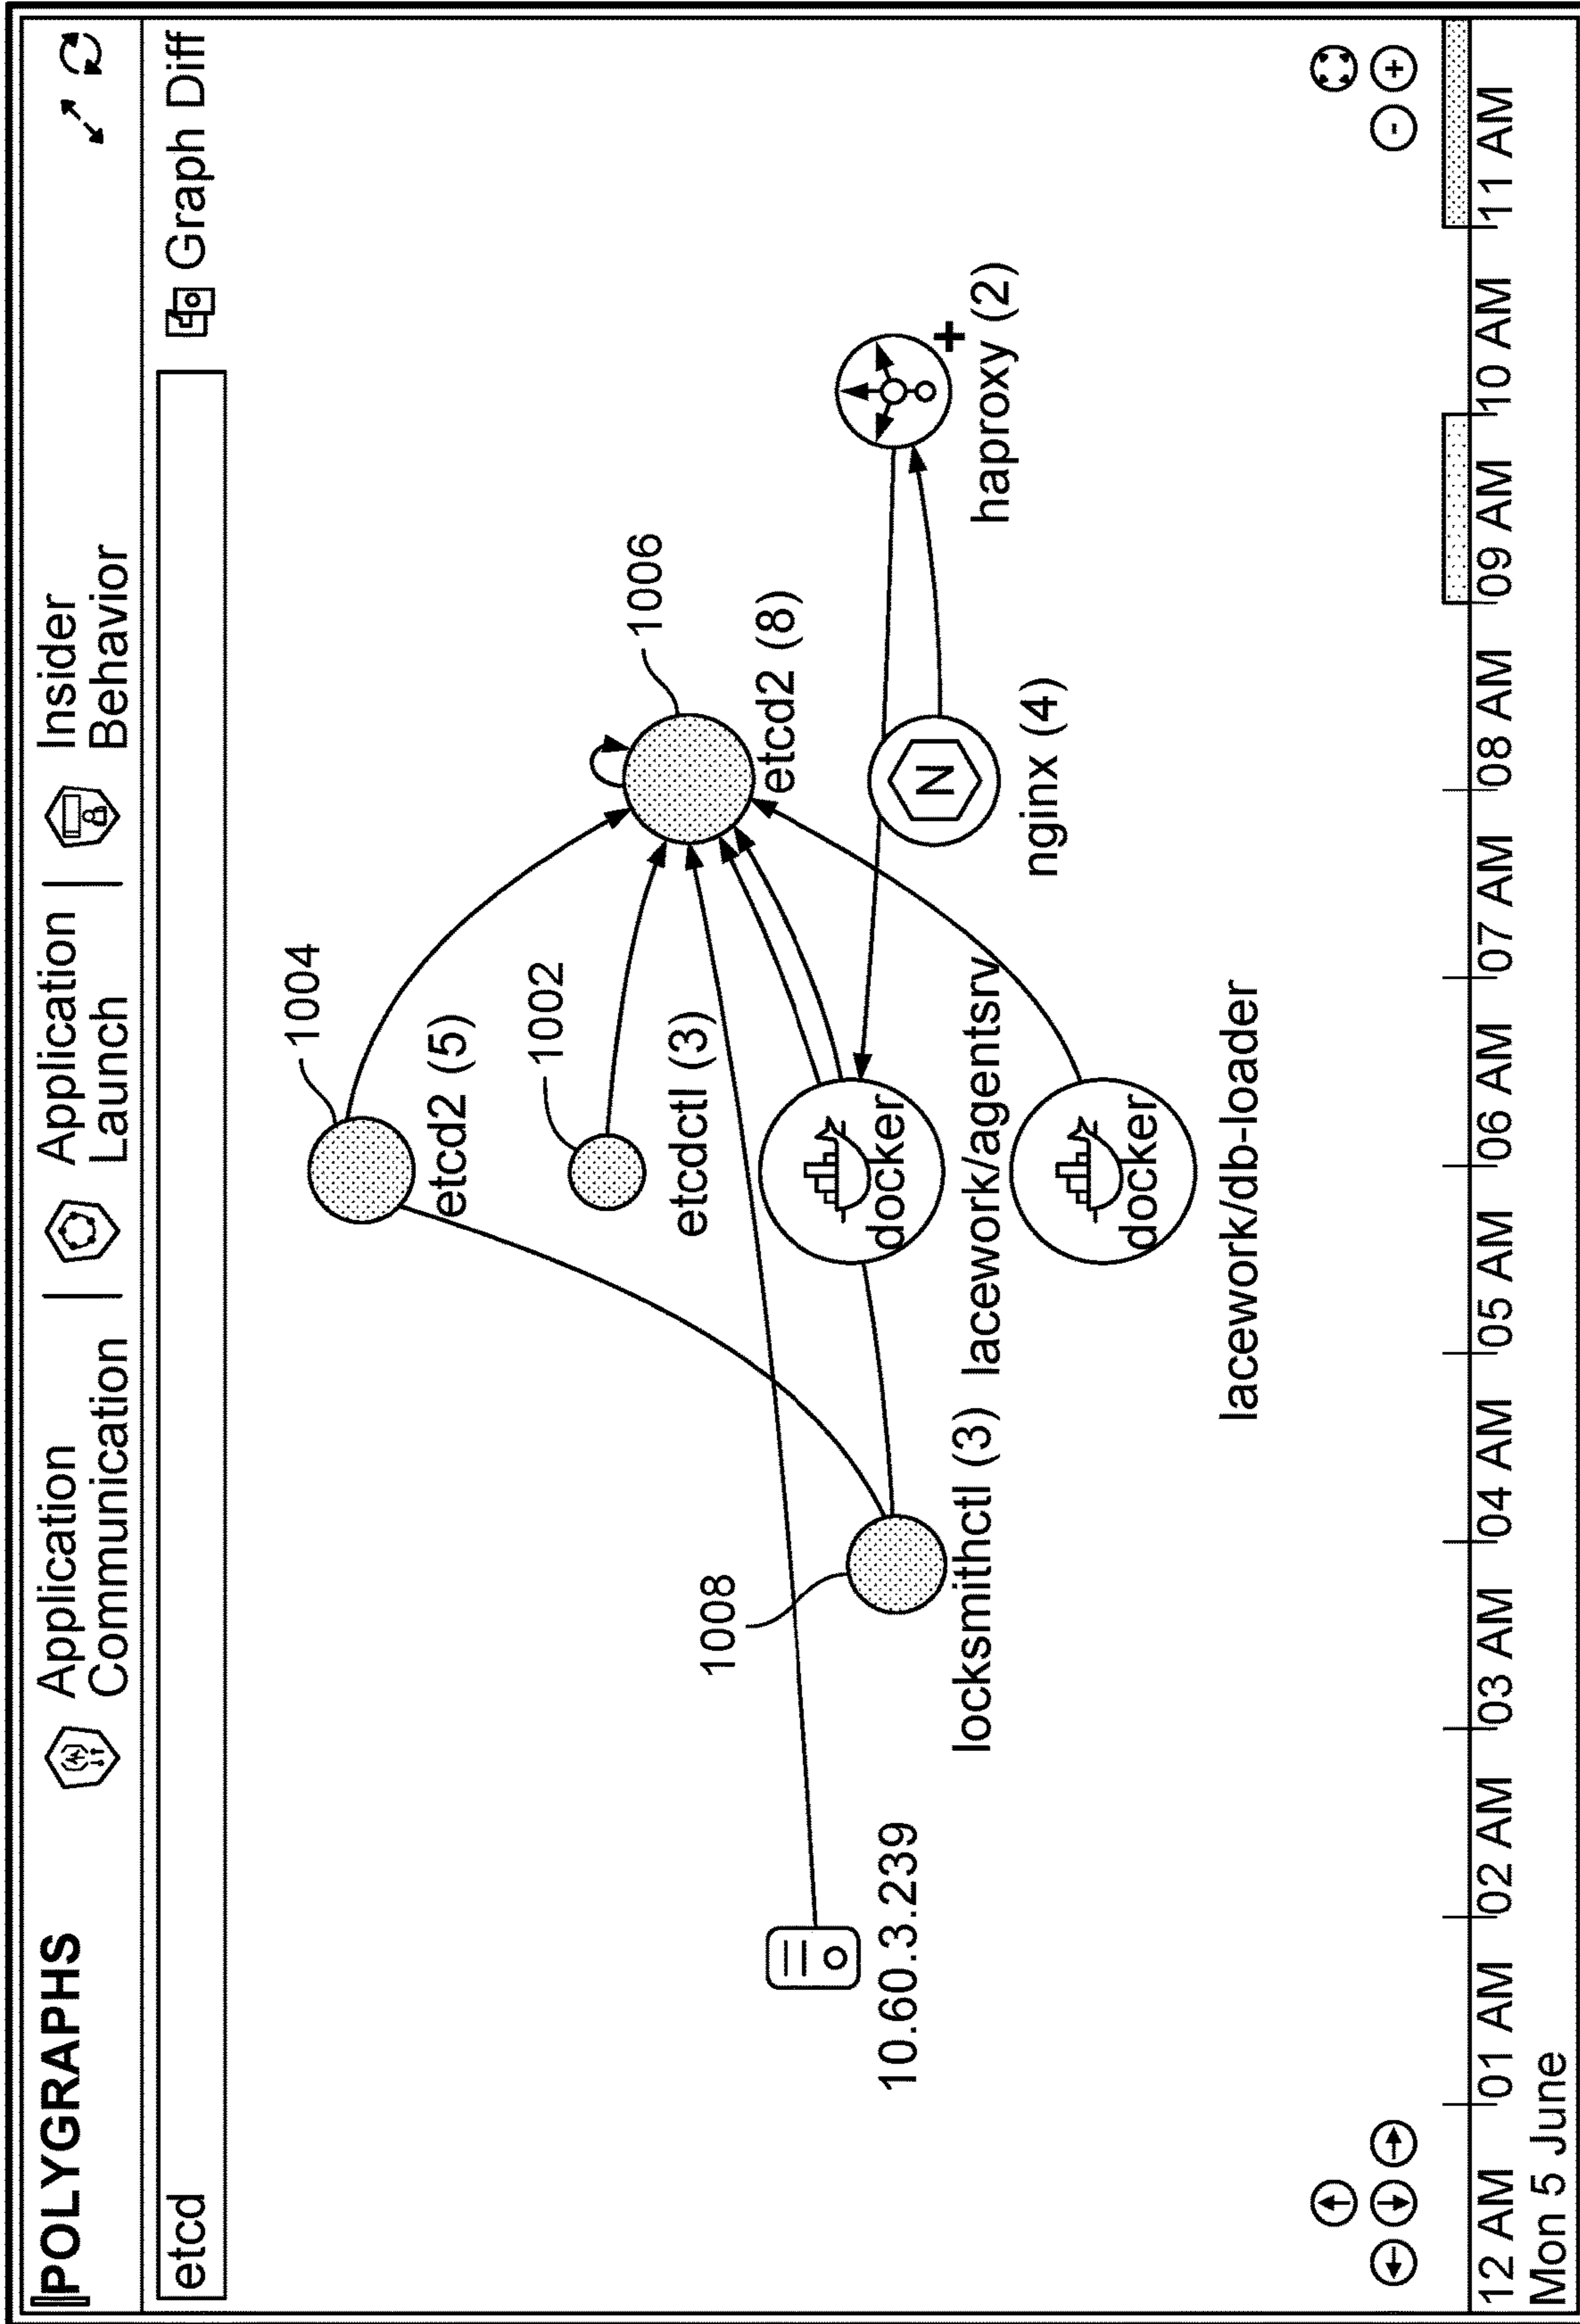 POLYGRAPHS
Application
Communication
Application
Launch
Insider
Behavior
etcd
Graph Diff
1004
etcd2 (5)
1002
etcdctl (3)
1006
etcd2 (8)
docker
lacework/agentsrv
docker
lacework/db-loader
N
nginx (4)
+
haproxy (2)
1008
locksmithctl (3)
10.60.3.239
- +
12 AM 01 AM 02 AM 03 AM 04 AM 05 AM 06 AM 07 AM 08 AM 09 AM 10 AM 11 AM
Mon 5 June